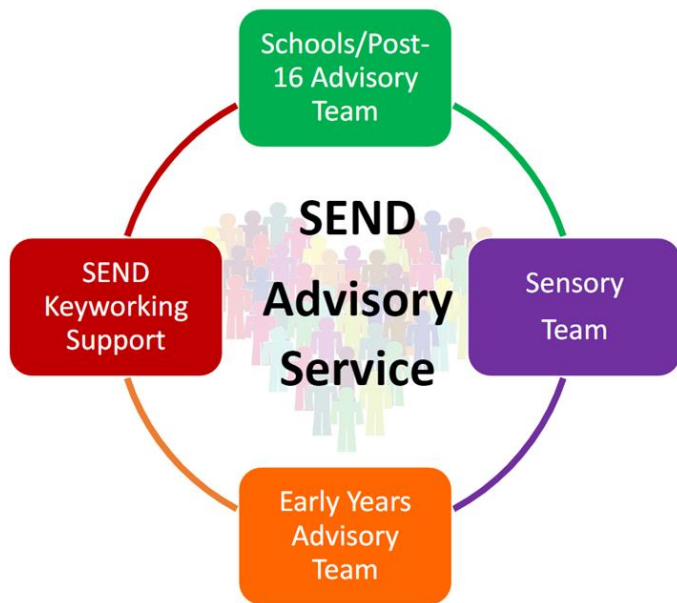 Schools/Post-
16 Advisory
Team
SEND
Advisory
Service
SEND
Keyworking
Support
Sensory
Team
Early Years
Advisory
Team